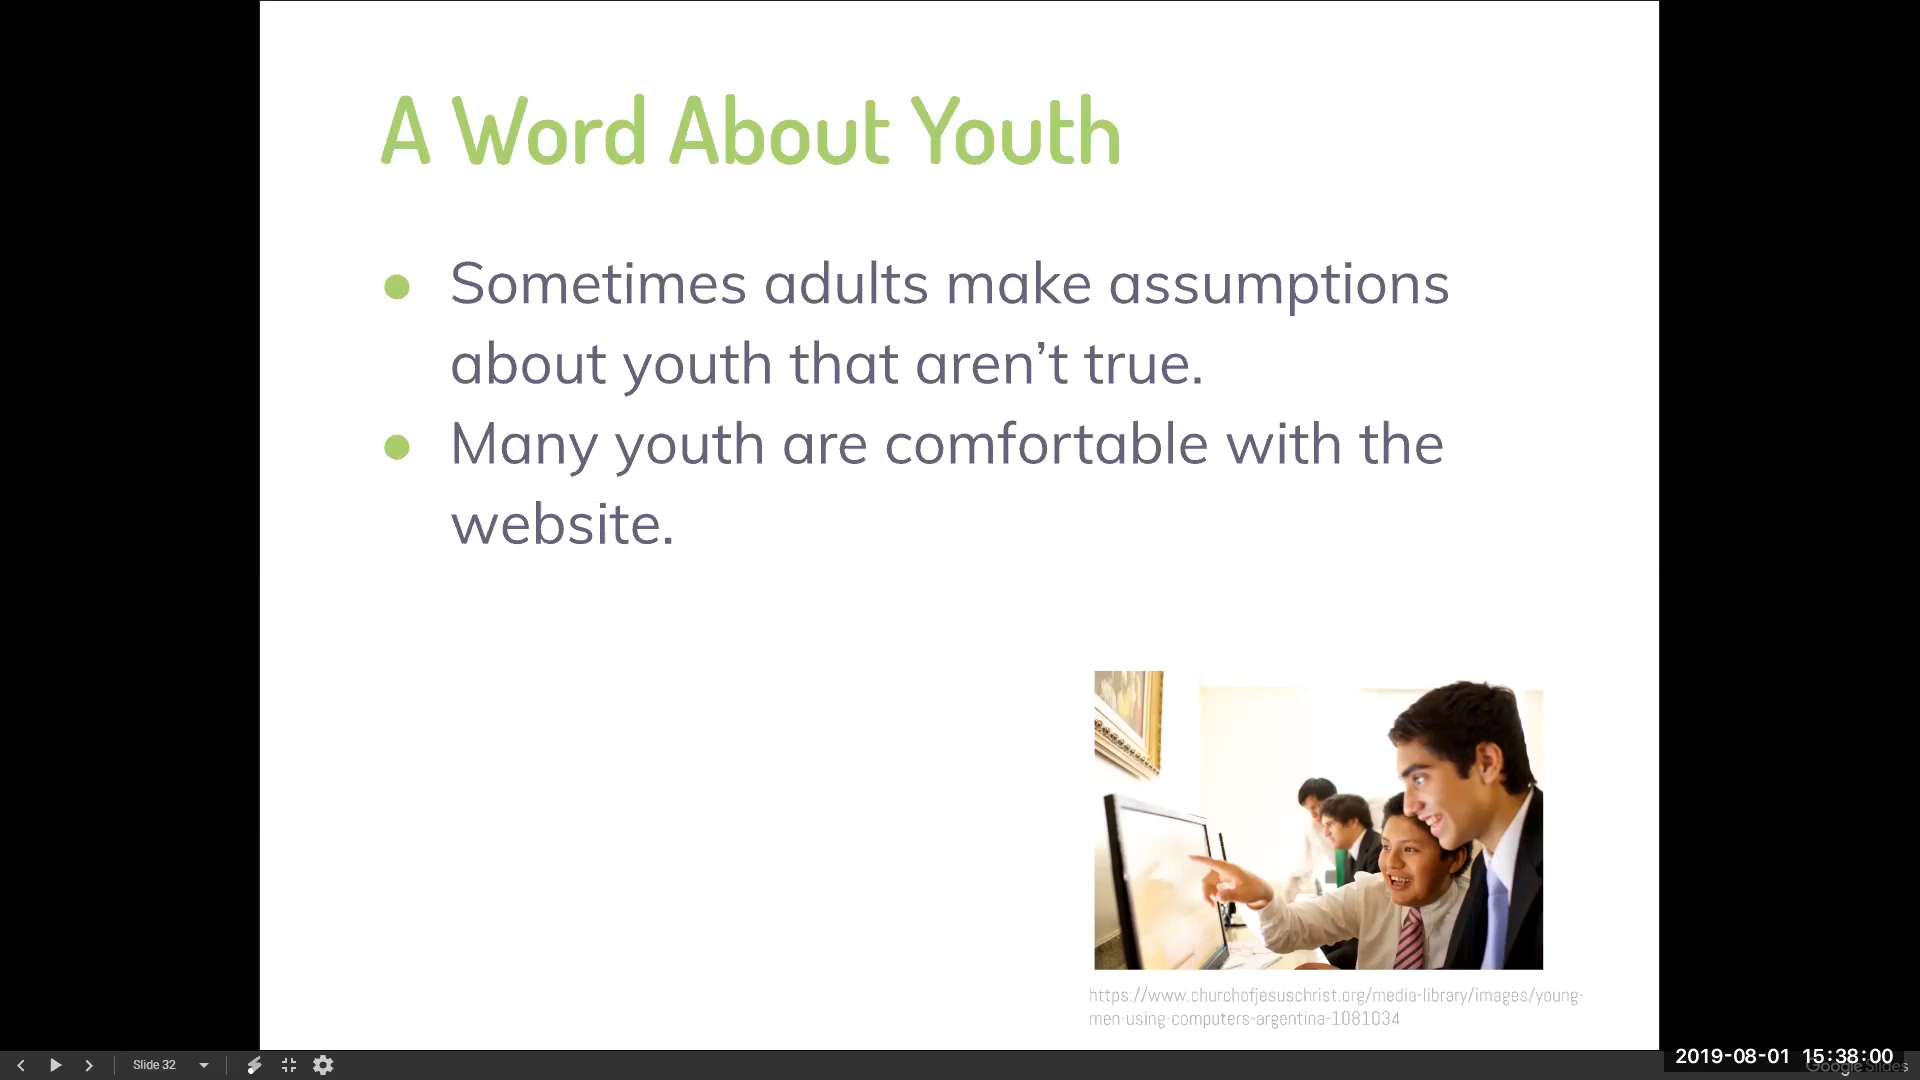 A Word About Youth
● Sometimes adults make assumptions
about youth that aren’t true.
● Many youth are comfortable with the
website.
https://www.churchofjesuschrist.org/media-library/images/young-
men-using-computers-argentina-1081034
Slide 32
2019-08-01 15:38:00
Google Slides